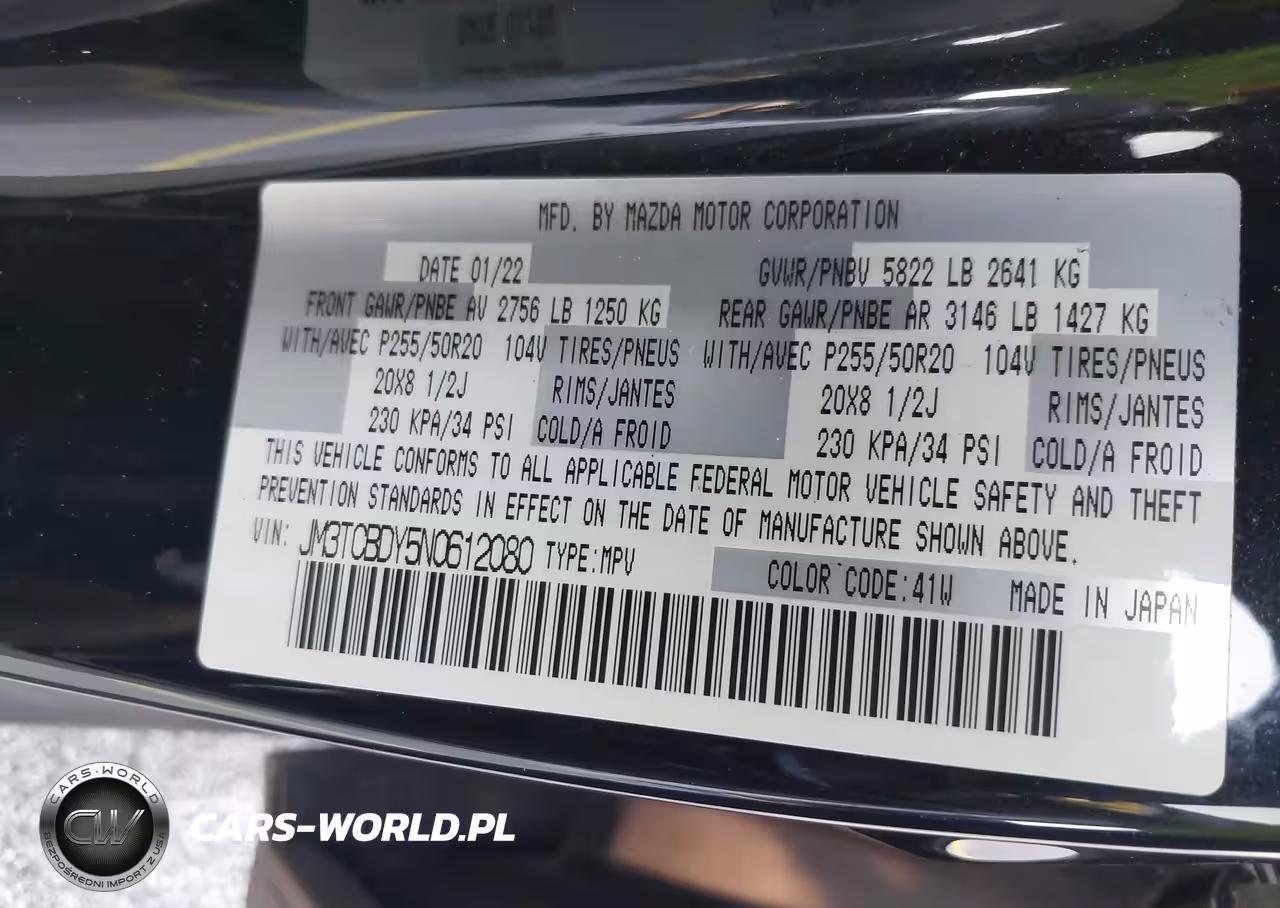 MFD. BY MAZDA MOTOR CORPORATION
DATE 01/22 GVWR/PNBV 5822 LB 2641 KG
FRONT GAWR/PNBE AV 2756 LB 1250 KG REAR GAWR/PNBE AR 3146 LB 1427 KG
WITH/AVEC P255/50R20 104V TIRES/PNEUS WITH/AVEC P255/50R20 104V TIRES/PNEUS
20X8 1/2J RIMS/JANTES 20X8 1/2J RIMS/JANTES
230 KPA/34 PSI COLD/A FROID 230 KPA/34 PSI COLD/A FROID
THIS VEHICLE CONFORMS TO ALL APPLICABLE FEDERAL MOTOR VEHICLE SAFETY AND THEFT
PREVENTION STANDARDS IN EFFECT ON THE DATE OF MANUFACTURE SHOWN ABOVE.
VIN: JM3TCBDY5N0612080 TYPE:MPV COLOR CODE:41W MADE IN JAPAN
CARS-WORLD
CW
BEZPOŚREDNI IMPORT Z USA
CARS-WORLD.PL